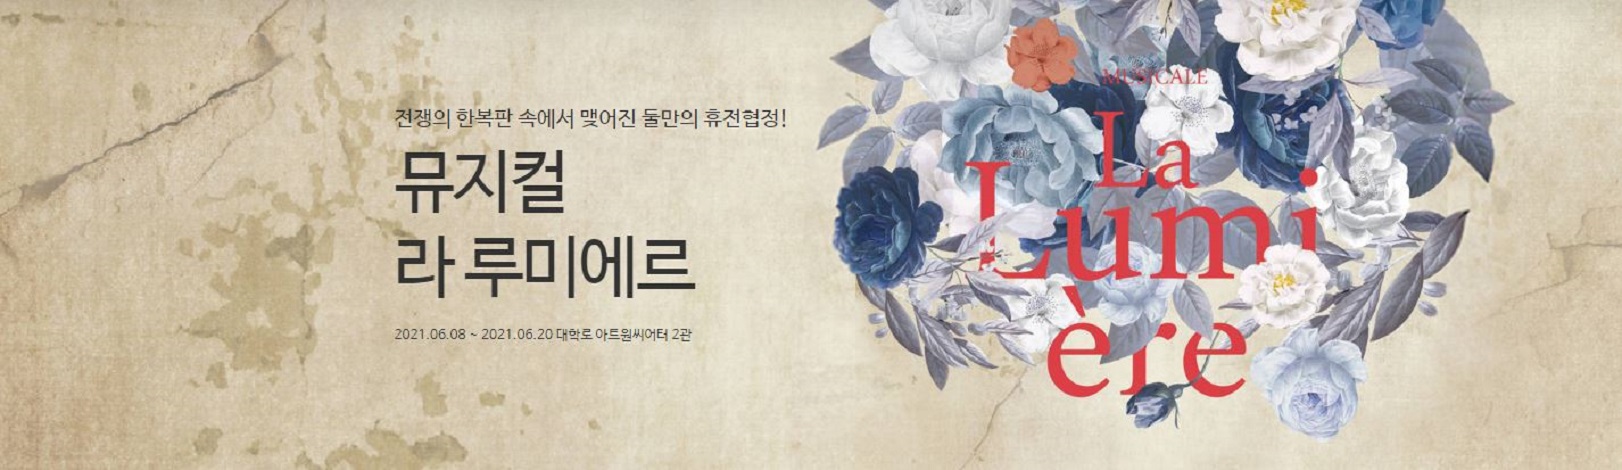 전쟁의 한복판 속에서 맺어진 둘만의 휴전협정!
뮤지컬
라 루미에르
2021.06.08 ~ 2021.06.20 대학로 아트원씨어터 2관
MUSICALE
La
Lumi
ère